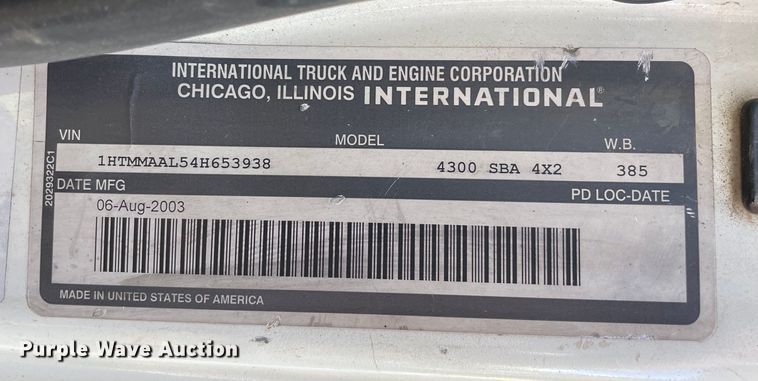 INTERNATIONAL TRUCK AND ENGINE CORPORATION
CHICAGO, ILLINOIS INTERNATIONAL®
VIN MODEL W.B.
1HTMMAAL54H653938 4300 SBA 4X2 385
DATE MFG PD LOC-DATE
06-Aug-2003
MADE IN UNITED STATES OF AMERICA
2029322C1
Purple Wave Auction